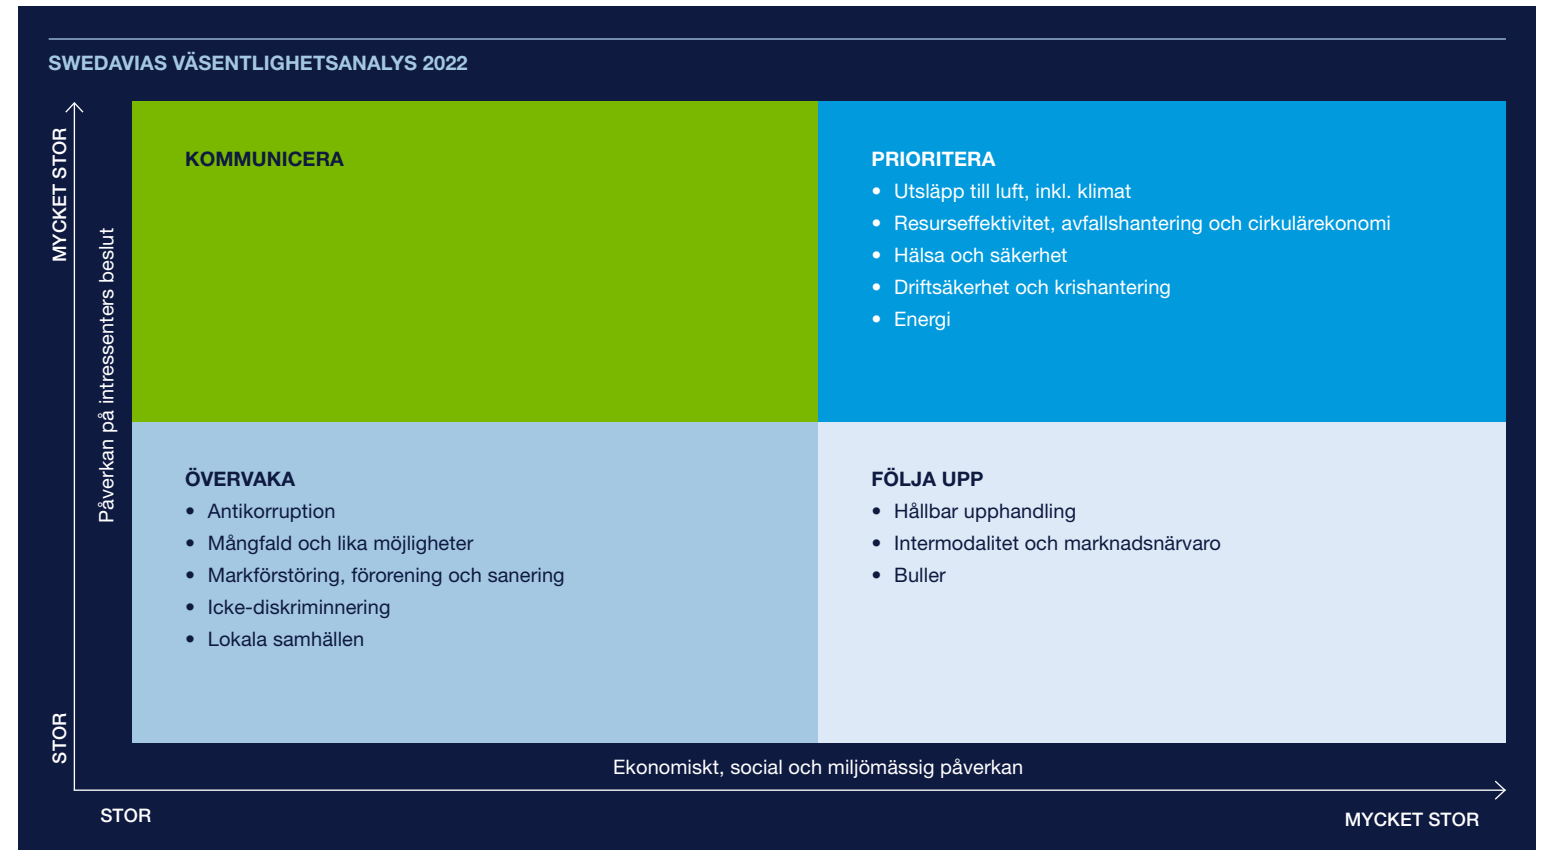 SWEDAVIAS VÄSENTLIGHETSANALYS 2022
MYCKET STOR
Påverkan på intressenters beslut
STOR
KOMMUNICERA
PRIORITERA
• Utsläpp till luft, inkl. klimat
• Resurseffektivitet, avfallshantering och cirkulärekonomi
• Hälsa och säkerhet
• Driftsäkerhet och krishantering
• Energi
ÖVERVAKA
• Antikorruption
• Mångfald och lika möjligheter
• Markförstöring, förorening och sanering
• Icke-diskriminnering
• Lokala samhällen
FÖLJA UPP
• Hållbar upphandling
• Intermodalitet och marknadsnärvaro
• Buller
Ekonomiskt, social och miljömässig påverkan
STOR
MYCKET STOR